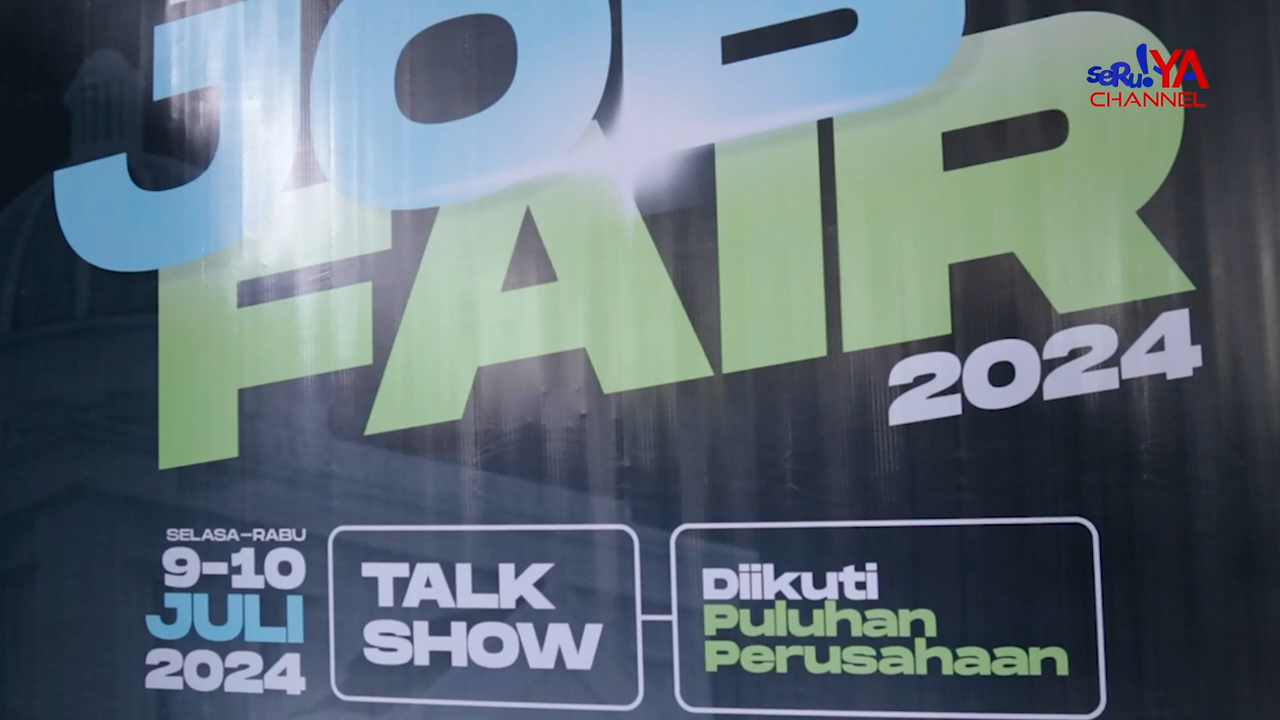 JOB
FAIR
2024
seRu!YA
CHANNEL
SELASA-RABU
9-10
JULI
2024
TALK
SHOW
Diikuti
Puluhan
Perusahaan